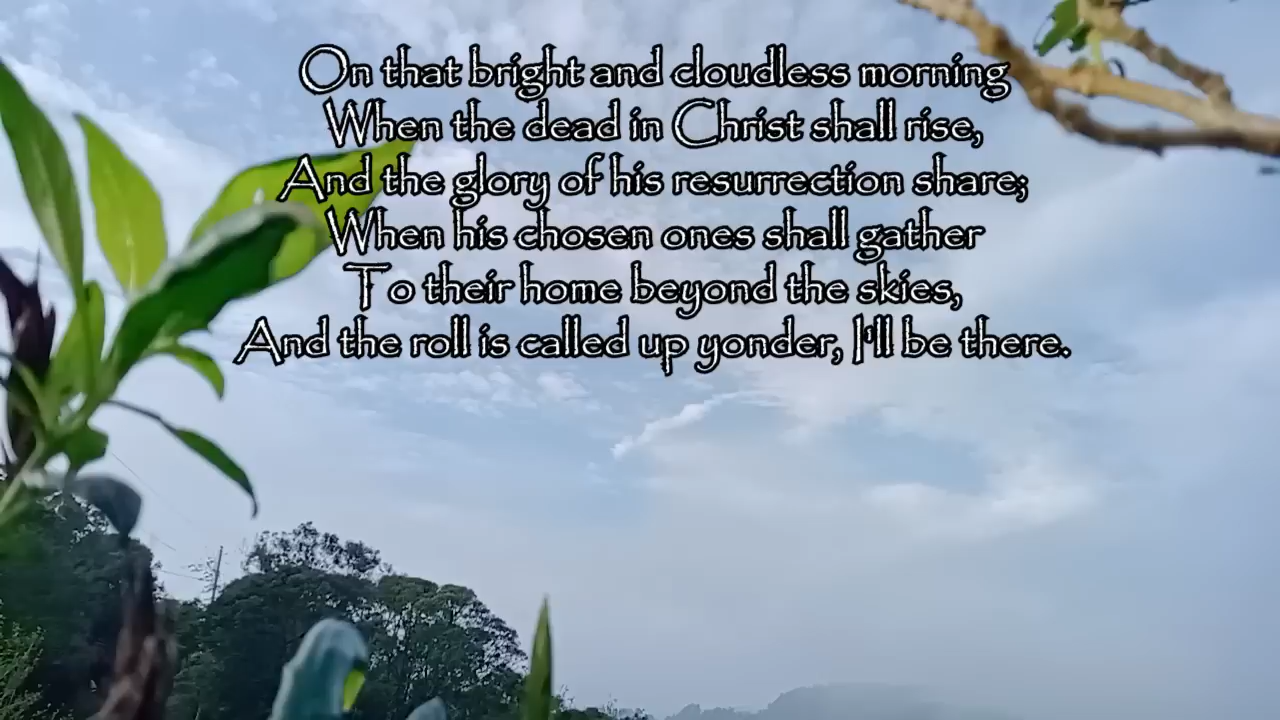 On that bright and cloudless morning
When the dead in Christ shall rise,
And the glory of his resurrection share;
When his chosen ones shall gather
To their home beyond the skies,
And the roll is called up yonder, I'll be there.